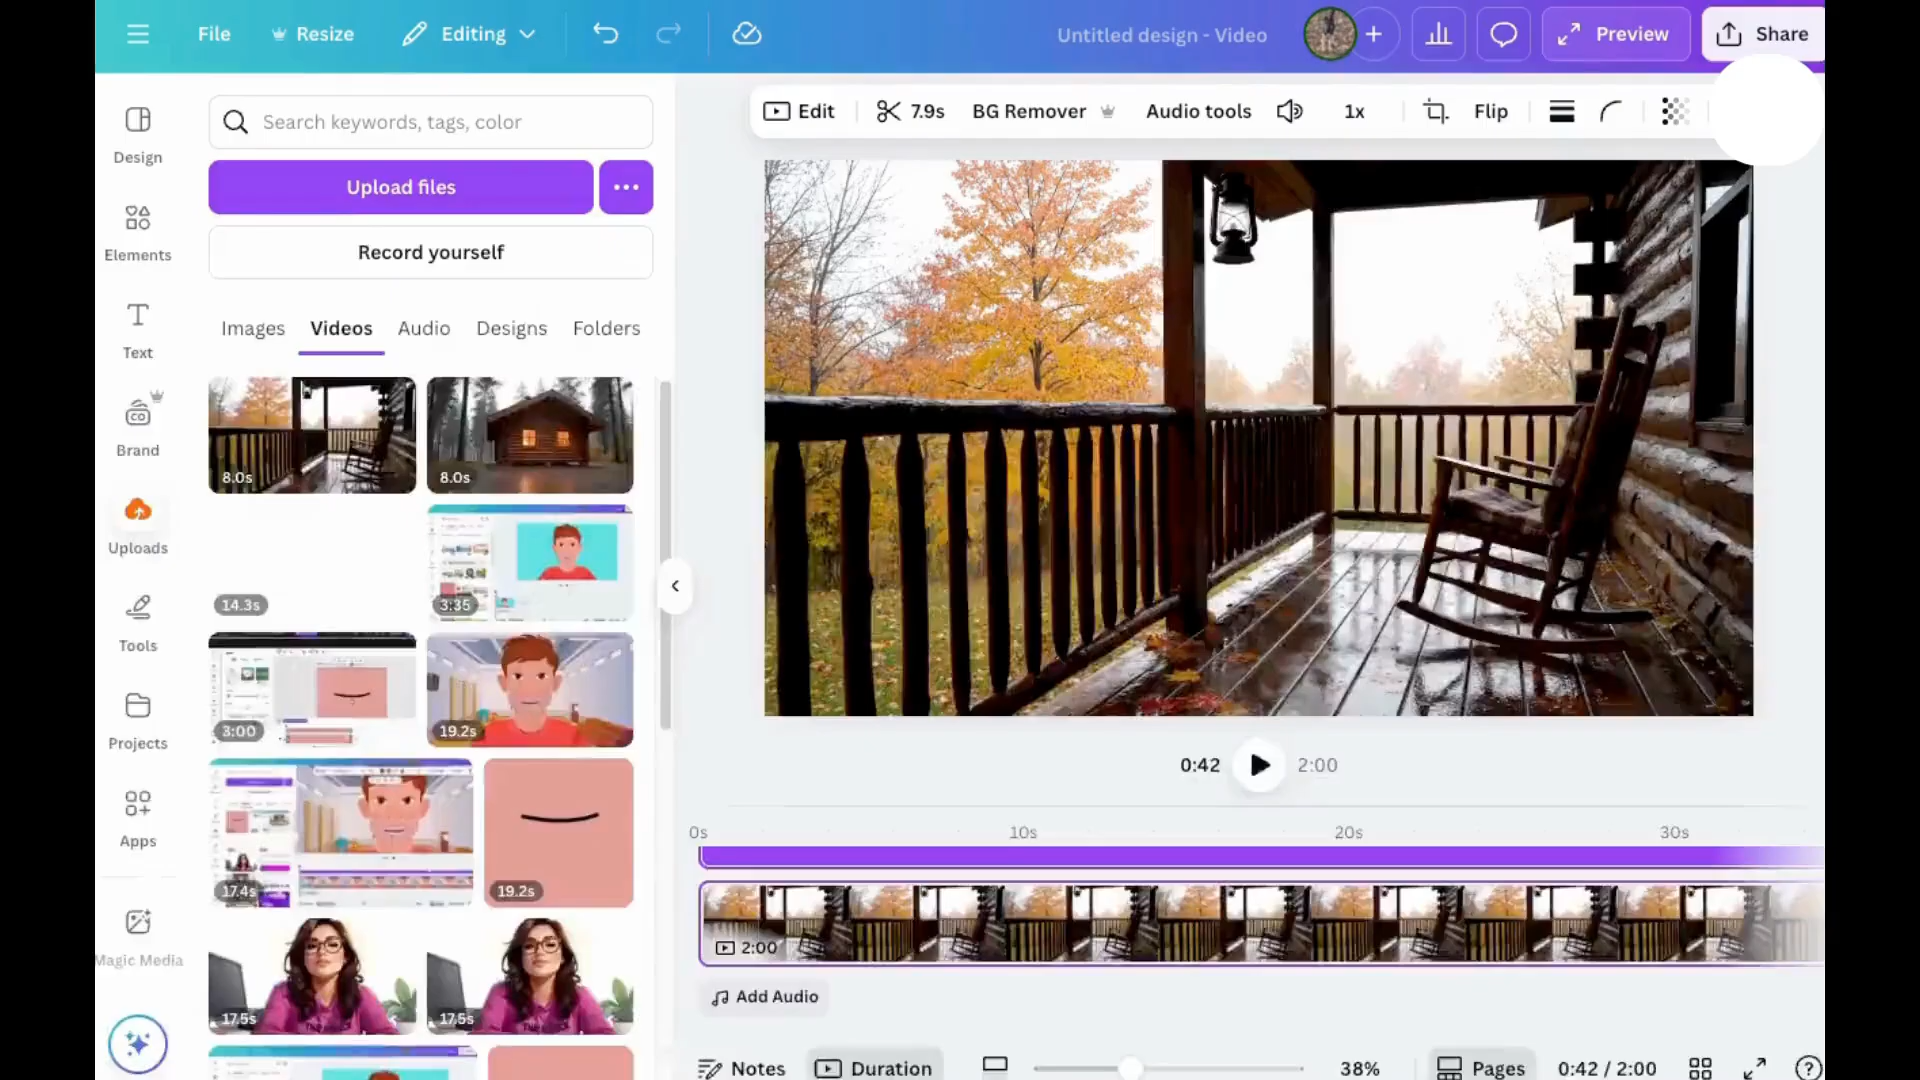 File
Resize
Editing
Untitled design - Video
Preview
Share
Design
Elements
Text
Brand
Uploads
Tools
Projects
Apps
Magic Media
Search keywords, tags, color
Upload files
Record yourself
Images Videos Audio Designs Folders
8.0s
8.0s
14.3s
3:35
3:00
19.2s
17.4s
19.2s
17.5s
17.5s
Edit
7.9s
BG Remover
Audio tools
1x
Flip
0:42
2:00
0s 10s 20s 30s
2:00
Add Audio
Notes
Duration
38%
Pages
0:42 / 2:00